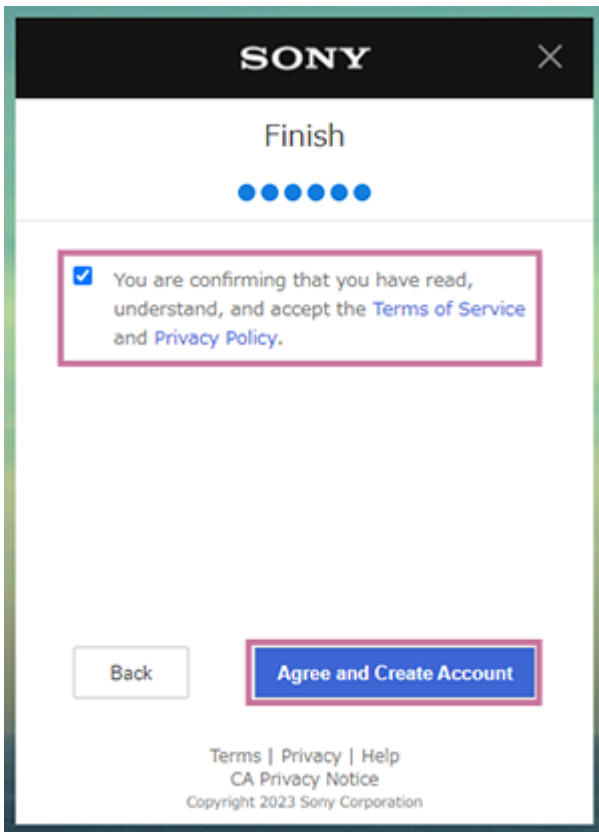 SONY
Finish
You are confirming that you have read,
understand, and accept the Terms of Service
and Privacy Policy.
Back
Agree and Create Account
Terms | Privacy | Help
CA Privacy Notice
Copyright 2023 Sony Corporation